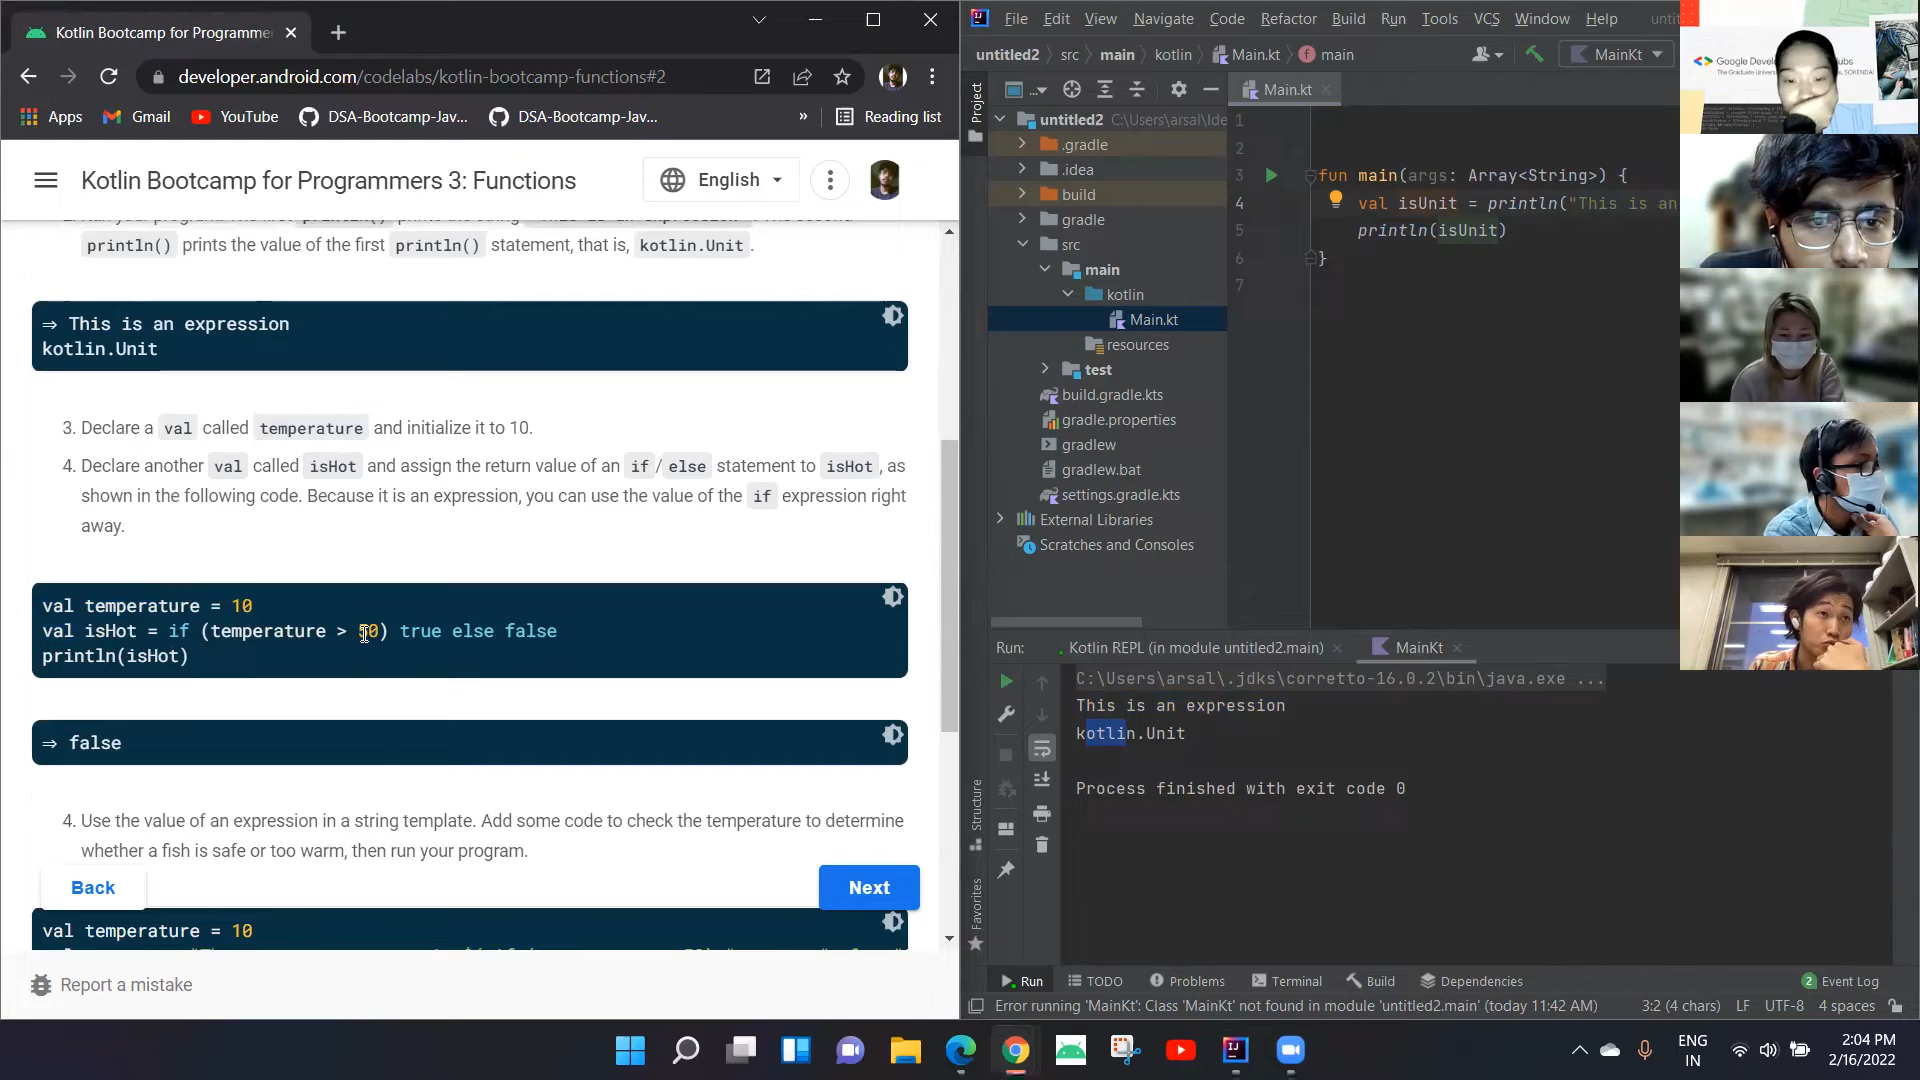 Kotlin Bootcamp for Programme
developer.android.com/codelabs/kotlin-bootcamp-functions#2
Apps
Gmail
YouTube
DSA-Bootcamp-Jav...
DSA-Bootcamp-Jav...
»
Reading list
Kotlin Bootcamp for Programmers 3: Functions
English
println() prints the value of the first println() statement, that is, kotlin.Unit.
⇒ This is an expression
kotlin.Unit
3. Declare a val called temperature and initialize it to 10.
4. Declare another val called isHot and assign the return value of an if/else statement to isHot, as
shown in the following code. Because it is an expression, you can use the value of the if expression right
away.
val temperature = 10
val isHot = if (temperature > 50) true else false
println(isHot)
⇒ false
4. Use the value of an expression in a string template. Add some code to check the temperature to determine
whether a fish is safe or too warm, then run your program.
Back
Next
val temperature = 10
Report a mistake
File Edit View Navigate Code Refactor Build Run Tools VCS Window Help
untitled2 src main kotlin Main.kt main
MainKt
Project
Main.kt
untitled2 C:\Users\arsal\Ide
.gradle
.idea
build
gradle
src
main
kotlin
Main.kt
resources
test
build.gradle.kts
gradle.properties
gradlew
gradlew.bat
settings.gradle.kts
External Libraries
Scratches and Consoles
1
2
3 fun main(args: Array<String>) {
4 val isUnit = println("This is an
5 println(isUnit)
6 }
7
Run:
Kotlin REPL (in module untitled2.main)
MainKt
C:\Users\arsal\.jdks\corretto-16.0.2\bin\java.exe ...
This is an expression
kotlin.Unit
Process finished with exit code 0
Structure
Favorites
Run
TODO
Problems
Terminal
Build
Dependencies
2 Event Log
Error running 'MainKt': Class 'MainKt' not found in module 'untitled2.main' (today 11:42 AM)
3:2 (4 chars) LF UTF-8 4 spaces
ENG
IN
2:04 PM
2/16/2022